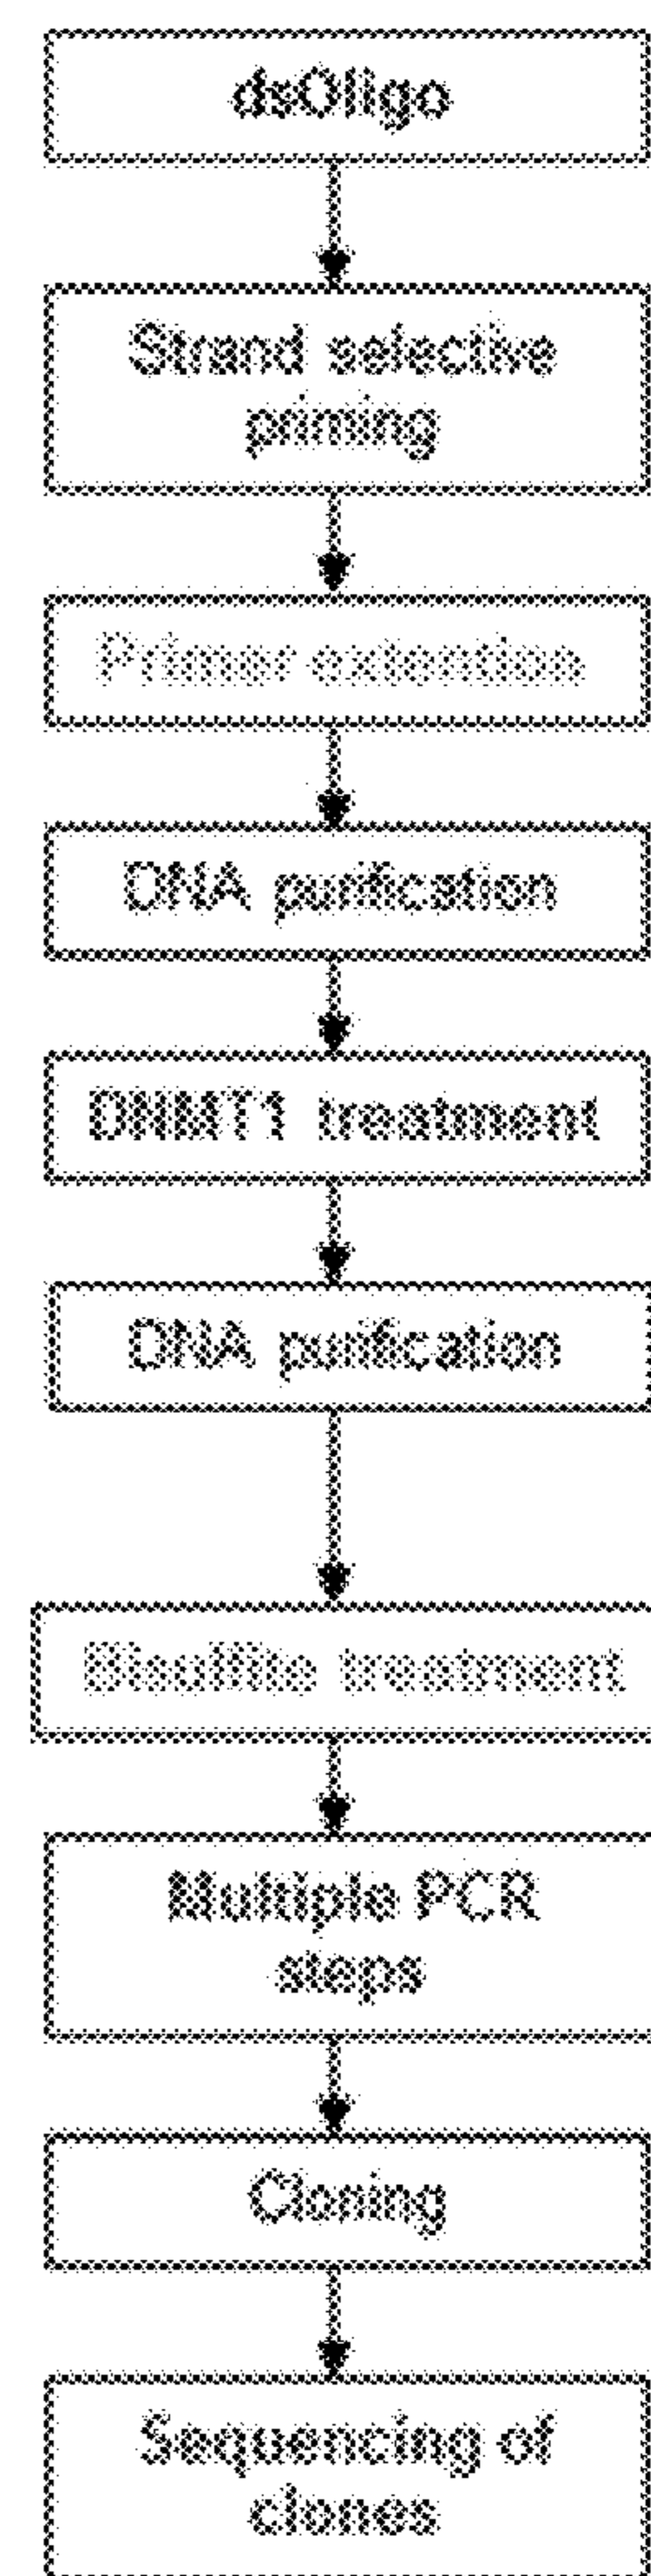 dsOligo
Strand selective
priming
Primer extention
DNA purification
DNMT1 treatment
DNA purification
Bisulfite treatment
Multiple PCR
steps
Cloning
Sequencing of
clones